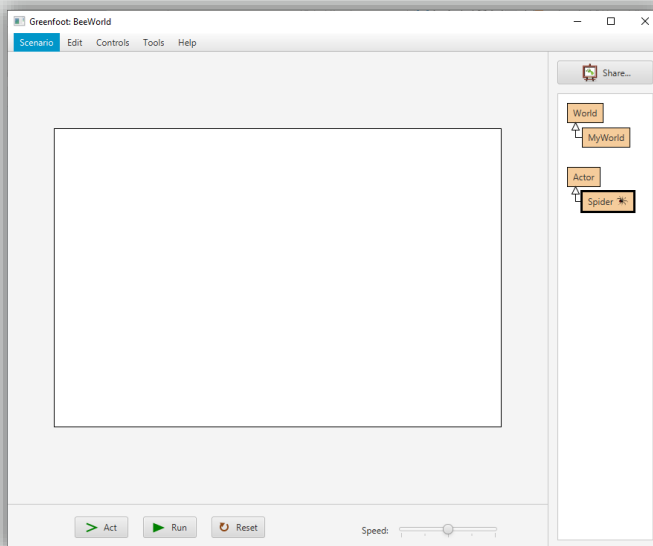 Greenfoot: BeeWorld
Scenario Edit Controls Tools Help
Share...
World
MyWorld
Actor
Spider
Act Run Reset Speed: